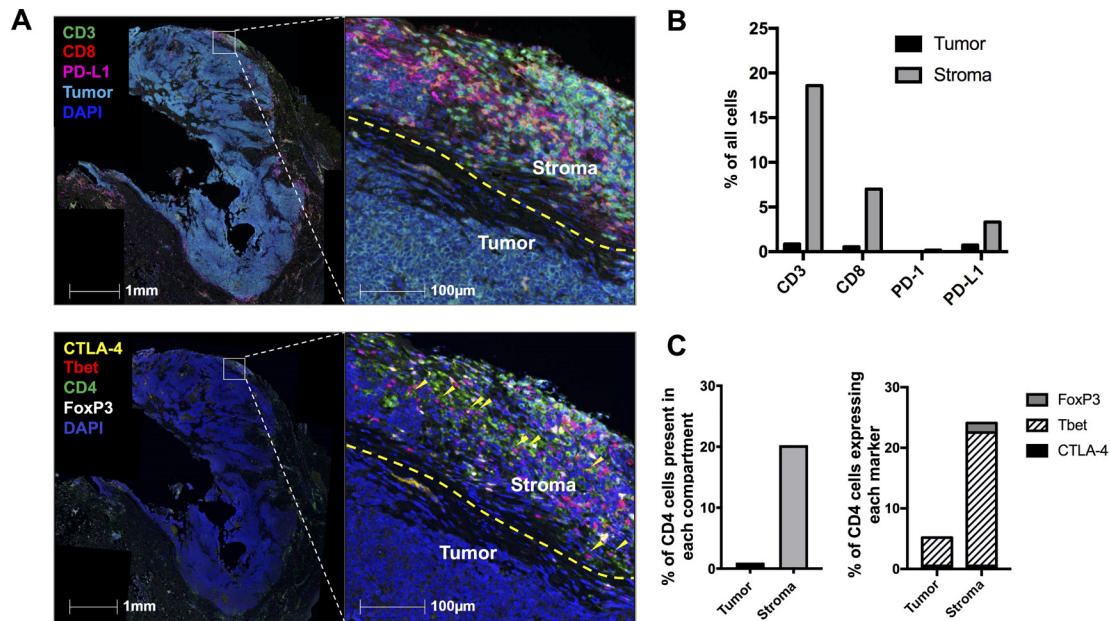 A
CD3
CD8
PD-L1
Tumor
DAPI
1mm
Stroma
Tumor
100µm
CTLA-4
Tbet
CD4
FoxP3
DAPI
1mm
Stroma
Tumor
100µm
B
Tumor
Stroma
% of all cells
25
20
15
10
5
0
CD3
CD8
PD-1
PD-L1
C
% of CD4 cells present in
each compartment
30
20
10
0
Tumor
Stroma
% of CD4 cells expressing
each marker
30
20
10
0
Tumor
Stroma
FoxP3
Tbet
CTLA-4